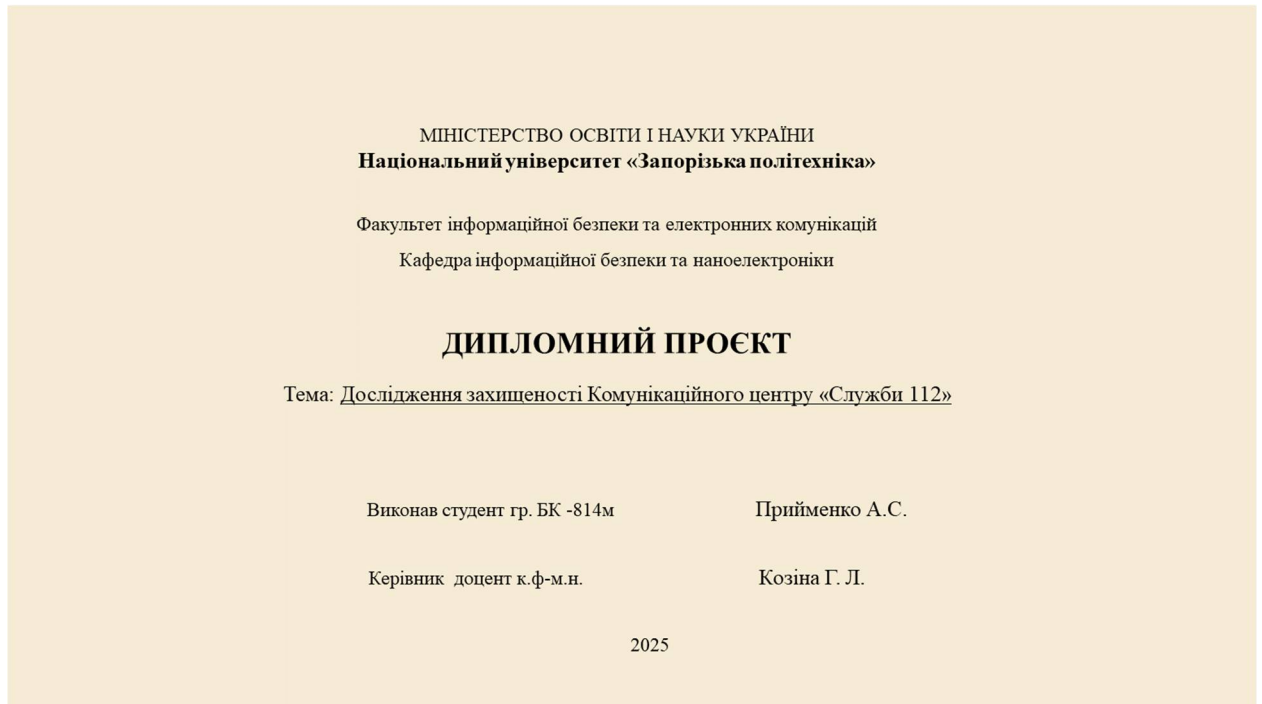 МІНІСТЕРСТВО ОСВІТИ І НАУКИ УКРАЇНИ
Національний університет «Запорізька політехніка»
Факультет інформаційної безпеки та електронних комунікацій
Кафедра інформаційної безпеки та наноелектроніки
ДИПЛОМНИЙ ПРОЄКТ
Тема: Дослідження захищеності Комунікаційного центру «Служби 112»
Виконав студент гр. БК -814м Прийменко А.С.
Керівник доцент к.ф-м.н. Козіна Г. Л.
2025